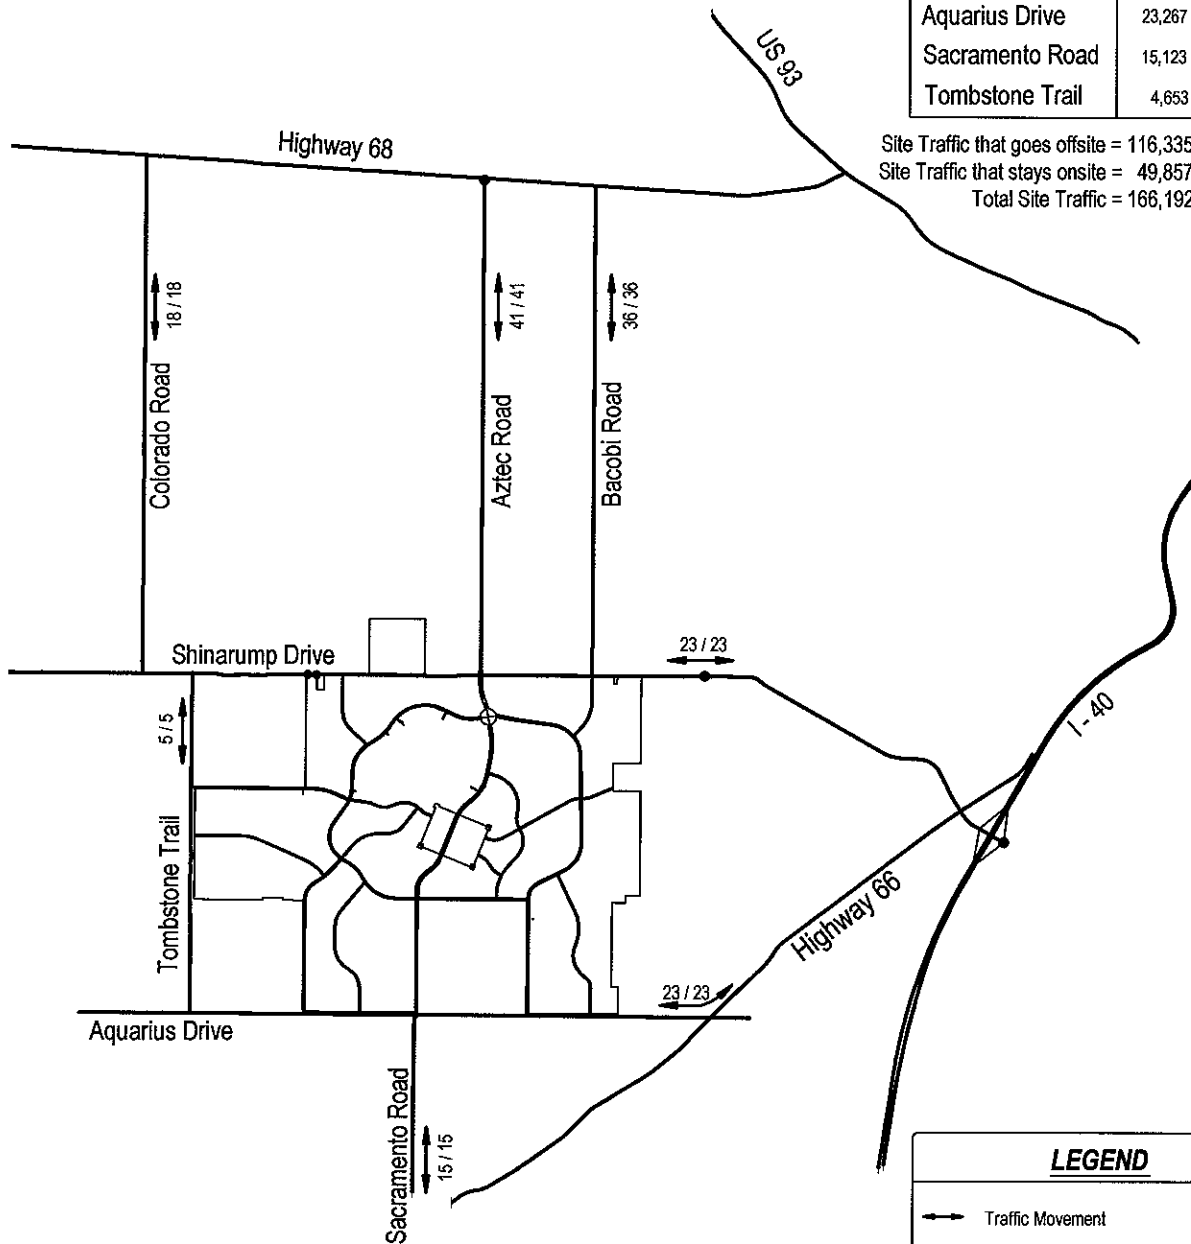 Aquarius Drive 23,267
Sacramento Road 15,123
Tombstone Trail 4,653
Site Traffic that goes offsite = 116,335
Site Traffic that stays onsite = 49,857
Total Site Traffic = 166,192
US 93
Highway 68
18 / 18
41 / 41
36 / 36
Colorado Road
Aztec Road
Bacobi Road
Shinarump Drive
23 / 23
5 / 5
I - 40
Tombstone Trail
Highway 66
23 / 23
Aquarius Drive
Sacramento Road
15 / 15
LEGEND
Traffic Movement